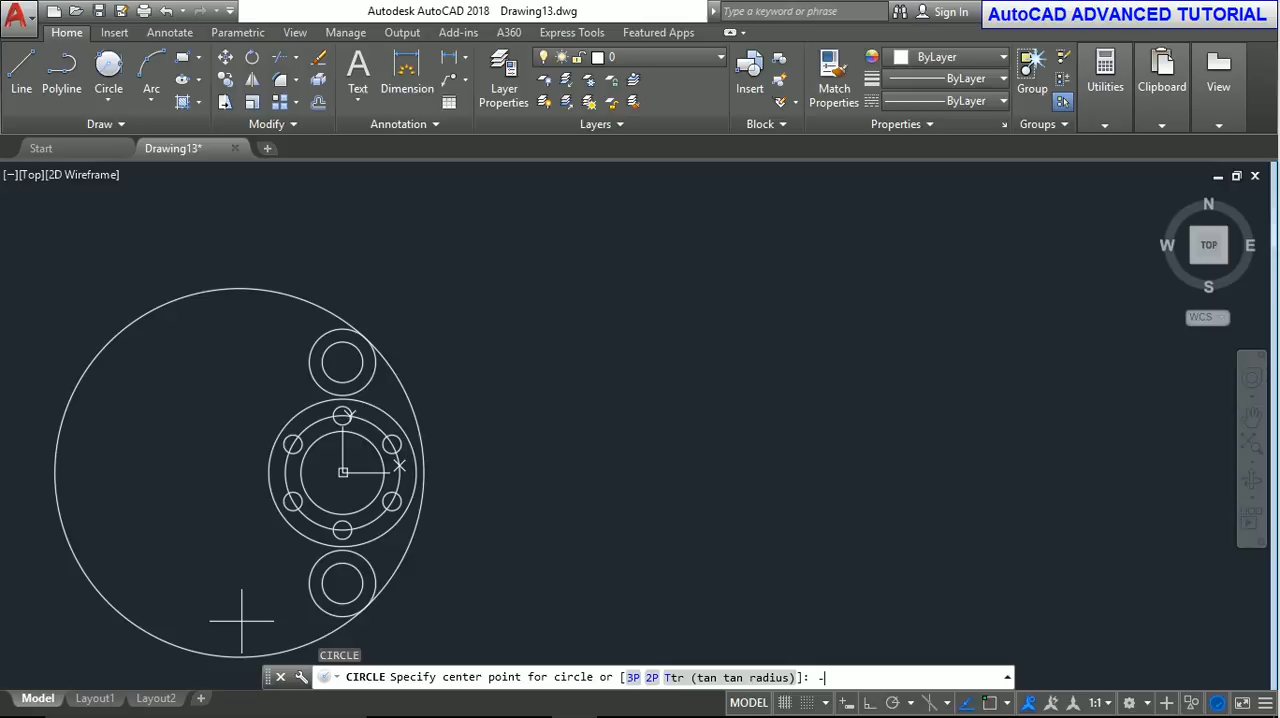 Autodesk AutoCAD 2018 Drawing13.dwg
Type a keyword or phrase
Sign In
AutoCAD ADVANCED TUTORIAL
Home Insert Annotate Parametric View Manage Output Add-ins A360 Express Tools Featured Apps
Line Polyline Circle Arc
Text Dimension
Layer Properties
0
Insert
Match Properties
ByLayer
ByLayer
ByLayer
Group
Utilities
Clipboard
View
Draw Modify Annotation Layers Block Properties Groups
Start Drawing13*
[−][Top][2D Wireframe]
N
W TOP E
S
WCS
Y
X
CIRCLE
CIRCLE Specify center point for circle or [3P 2P Ttr (tan tan radius)]: -
Model Layout1 Layout2
MODEL
1:1